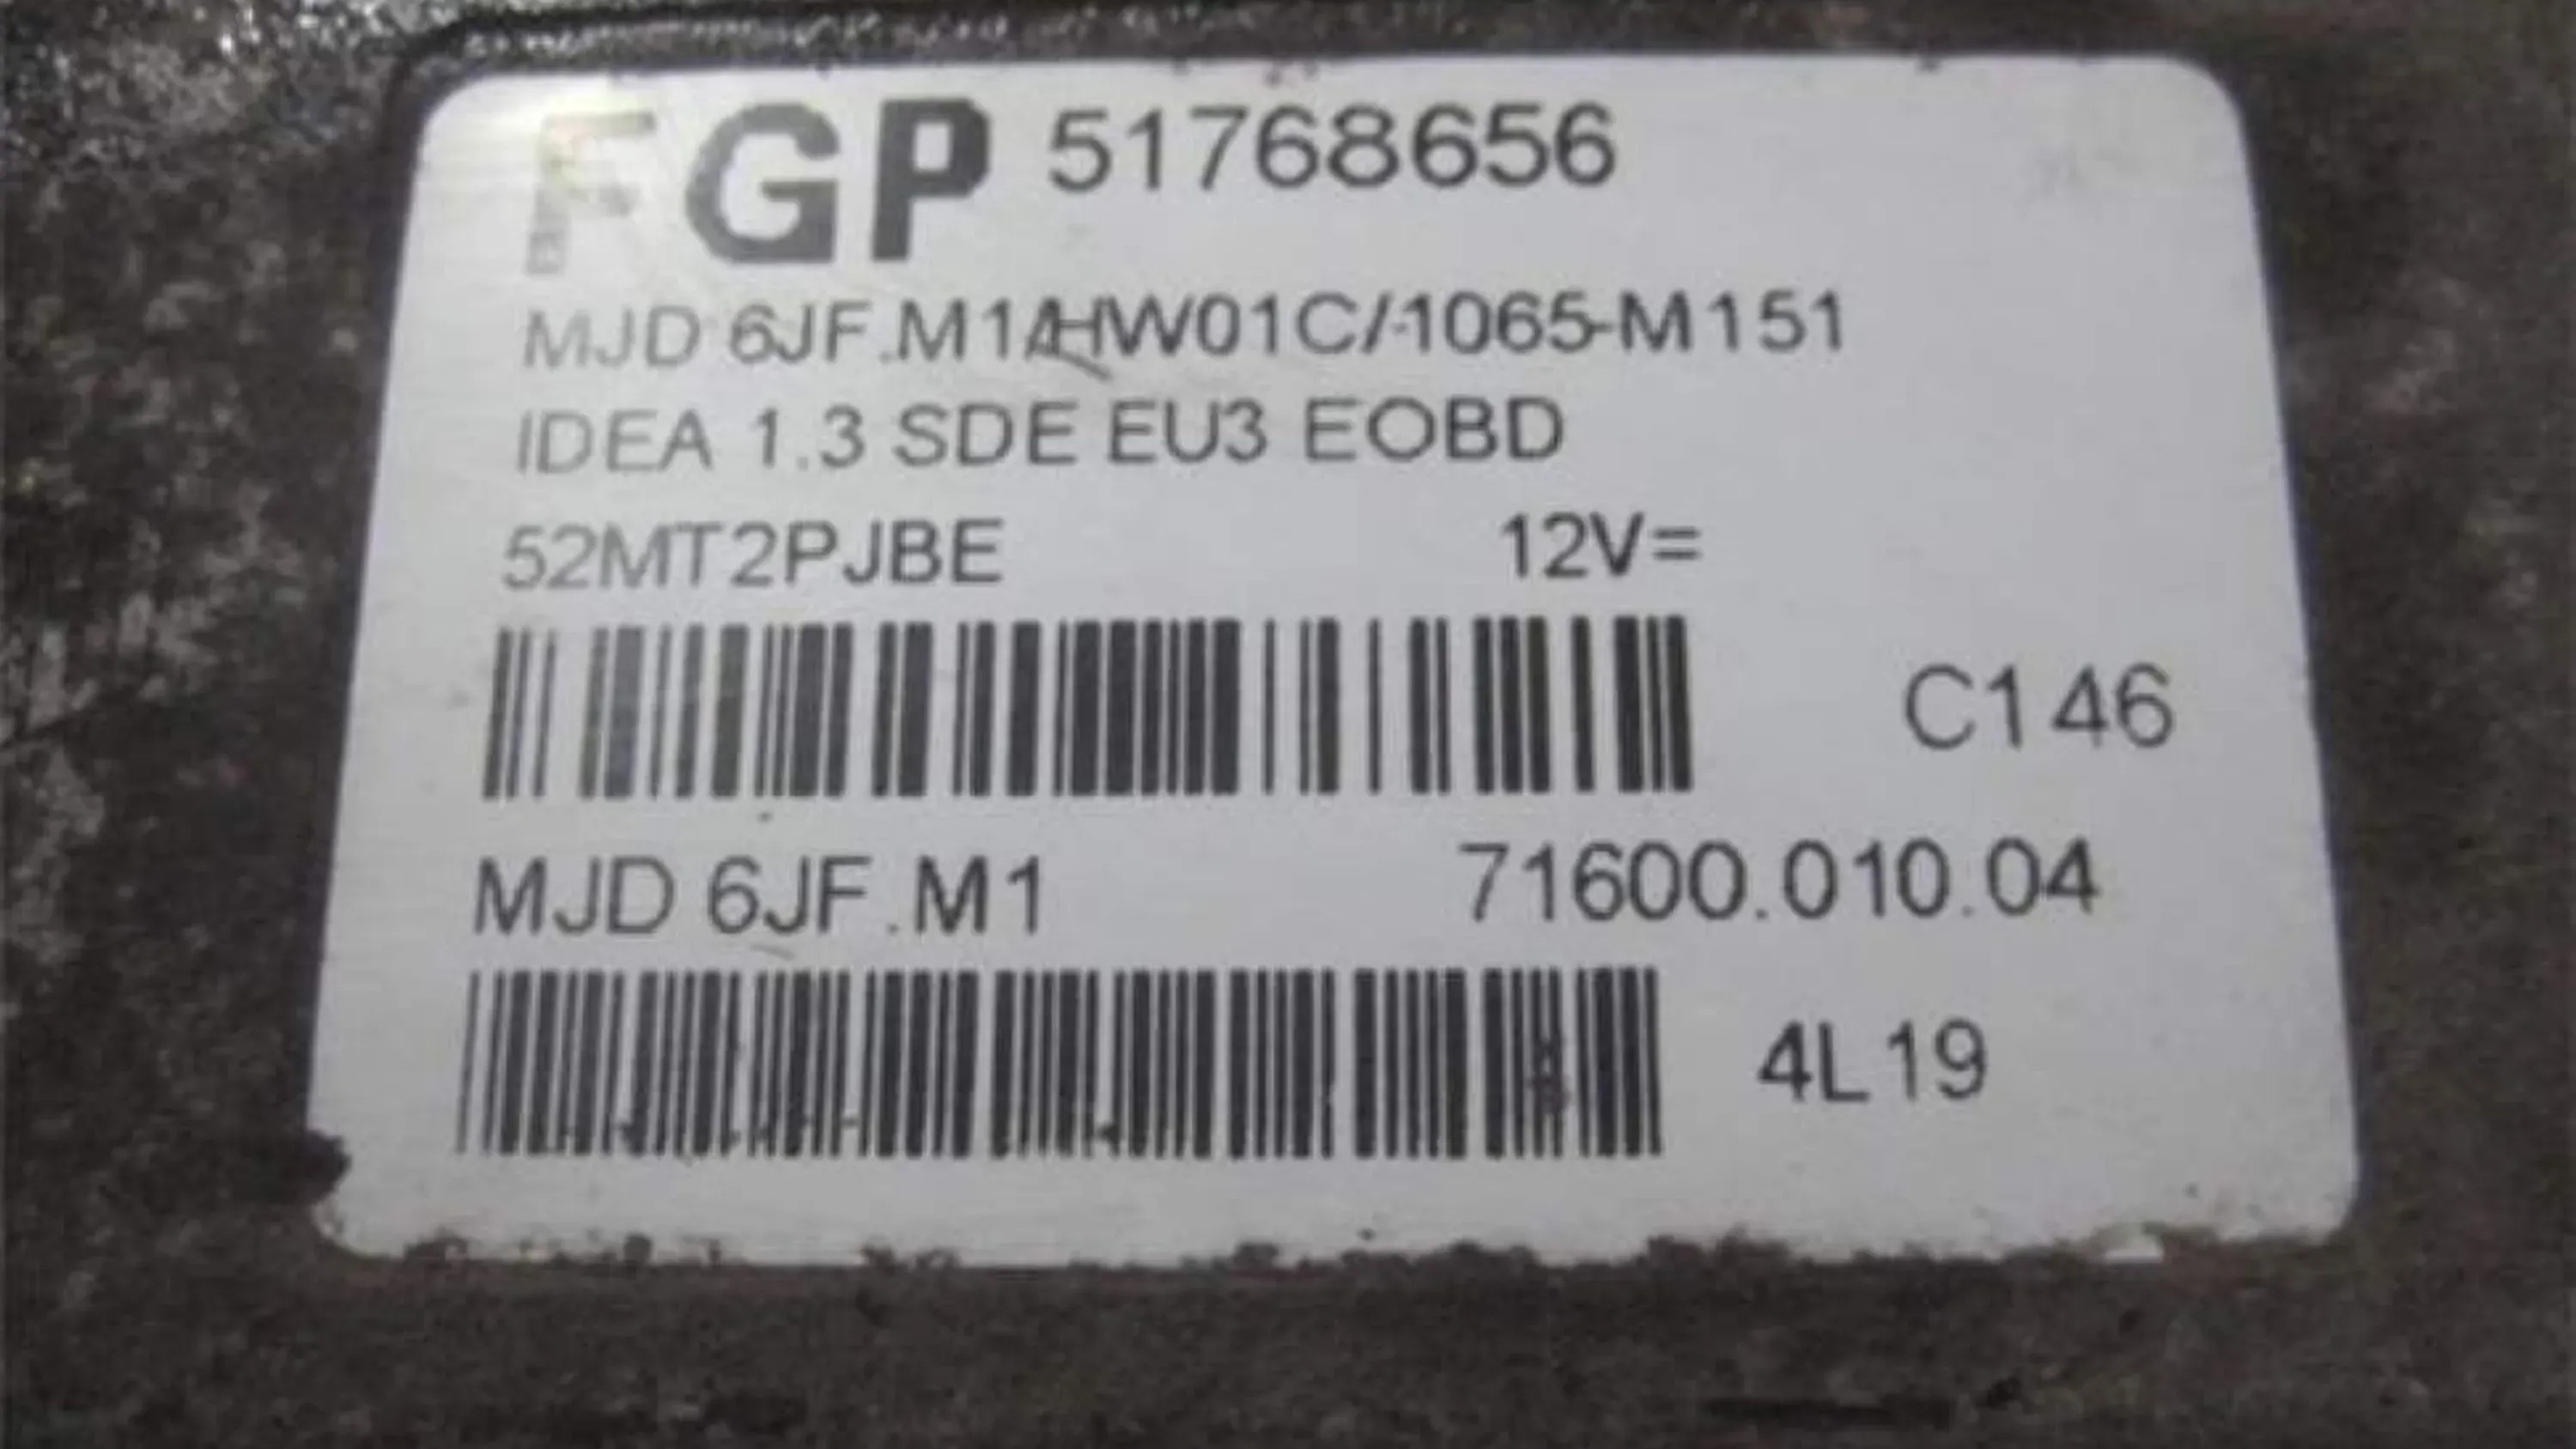 FGP 51768656
MJD 6JF.M1/HW01C/-1065-M151
IDEA 1.3 SDE EU3 EOBD
52MT2PJBE 12V=
C146
MJD 6JF.M1 71600.010.04
4L19